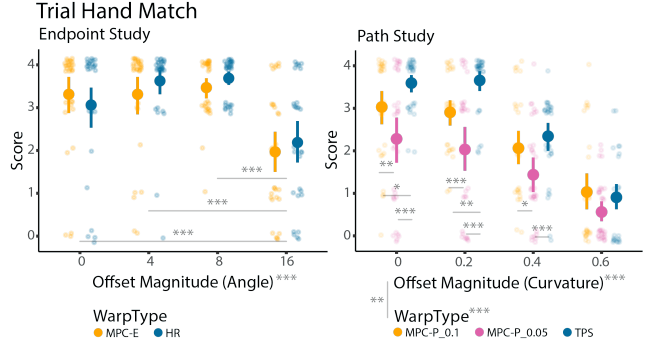 Trial Hand Match
Endpoint Study
Path Study
Score
4
3
2
1
0
***
***
***
0 4 8 16
Offset Magnitude (Angle) ***
WarpType
MPC-E HR
Score
4
3
2
1
0
**
*
***
***
**
***
*
***
0 0.2 0.4 0.6
Offset Magnitude (Curvature) ***
**
WarpType ***
MPC-P_0.1 MPC-P_0.05 TPS